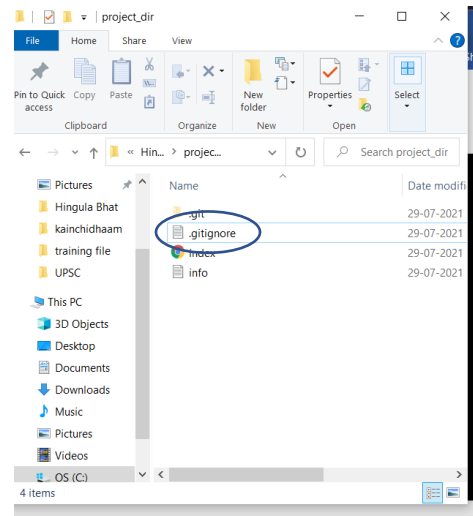 project_dir
File Home Share View
Pin to Quick access
Copy
Paste
New folder
Properties
Select
Clipboard Organize New Open
« Hin... › projec...
Search project_dir
Name Date modifi
Pictures
Hingula Bhat
kainchidhaam
training file
UPSC
This PC
3D Objects
Desktop
Documents
Downloads
Music
Pictures
Videos
OS (C:)
.git 29-07-2021
.gitignore 29-07-2021
index 29-07-2021
info 29-07-2021
4 items